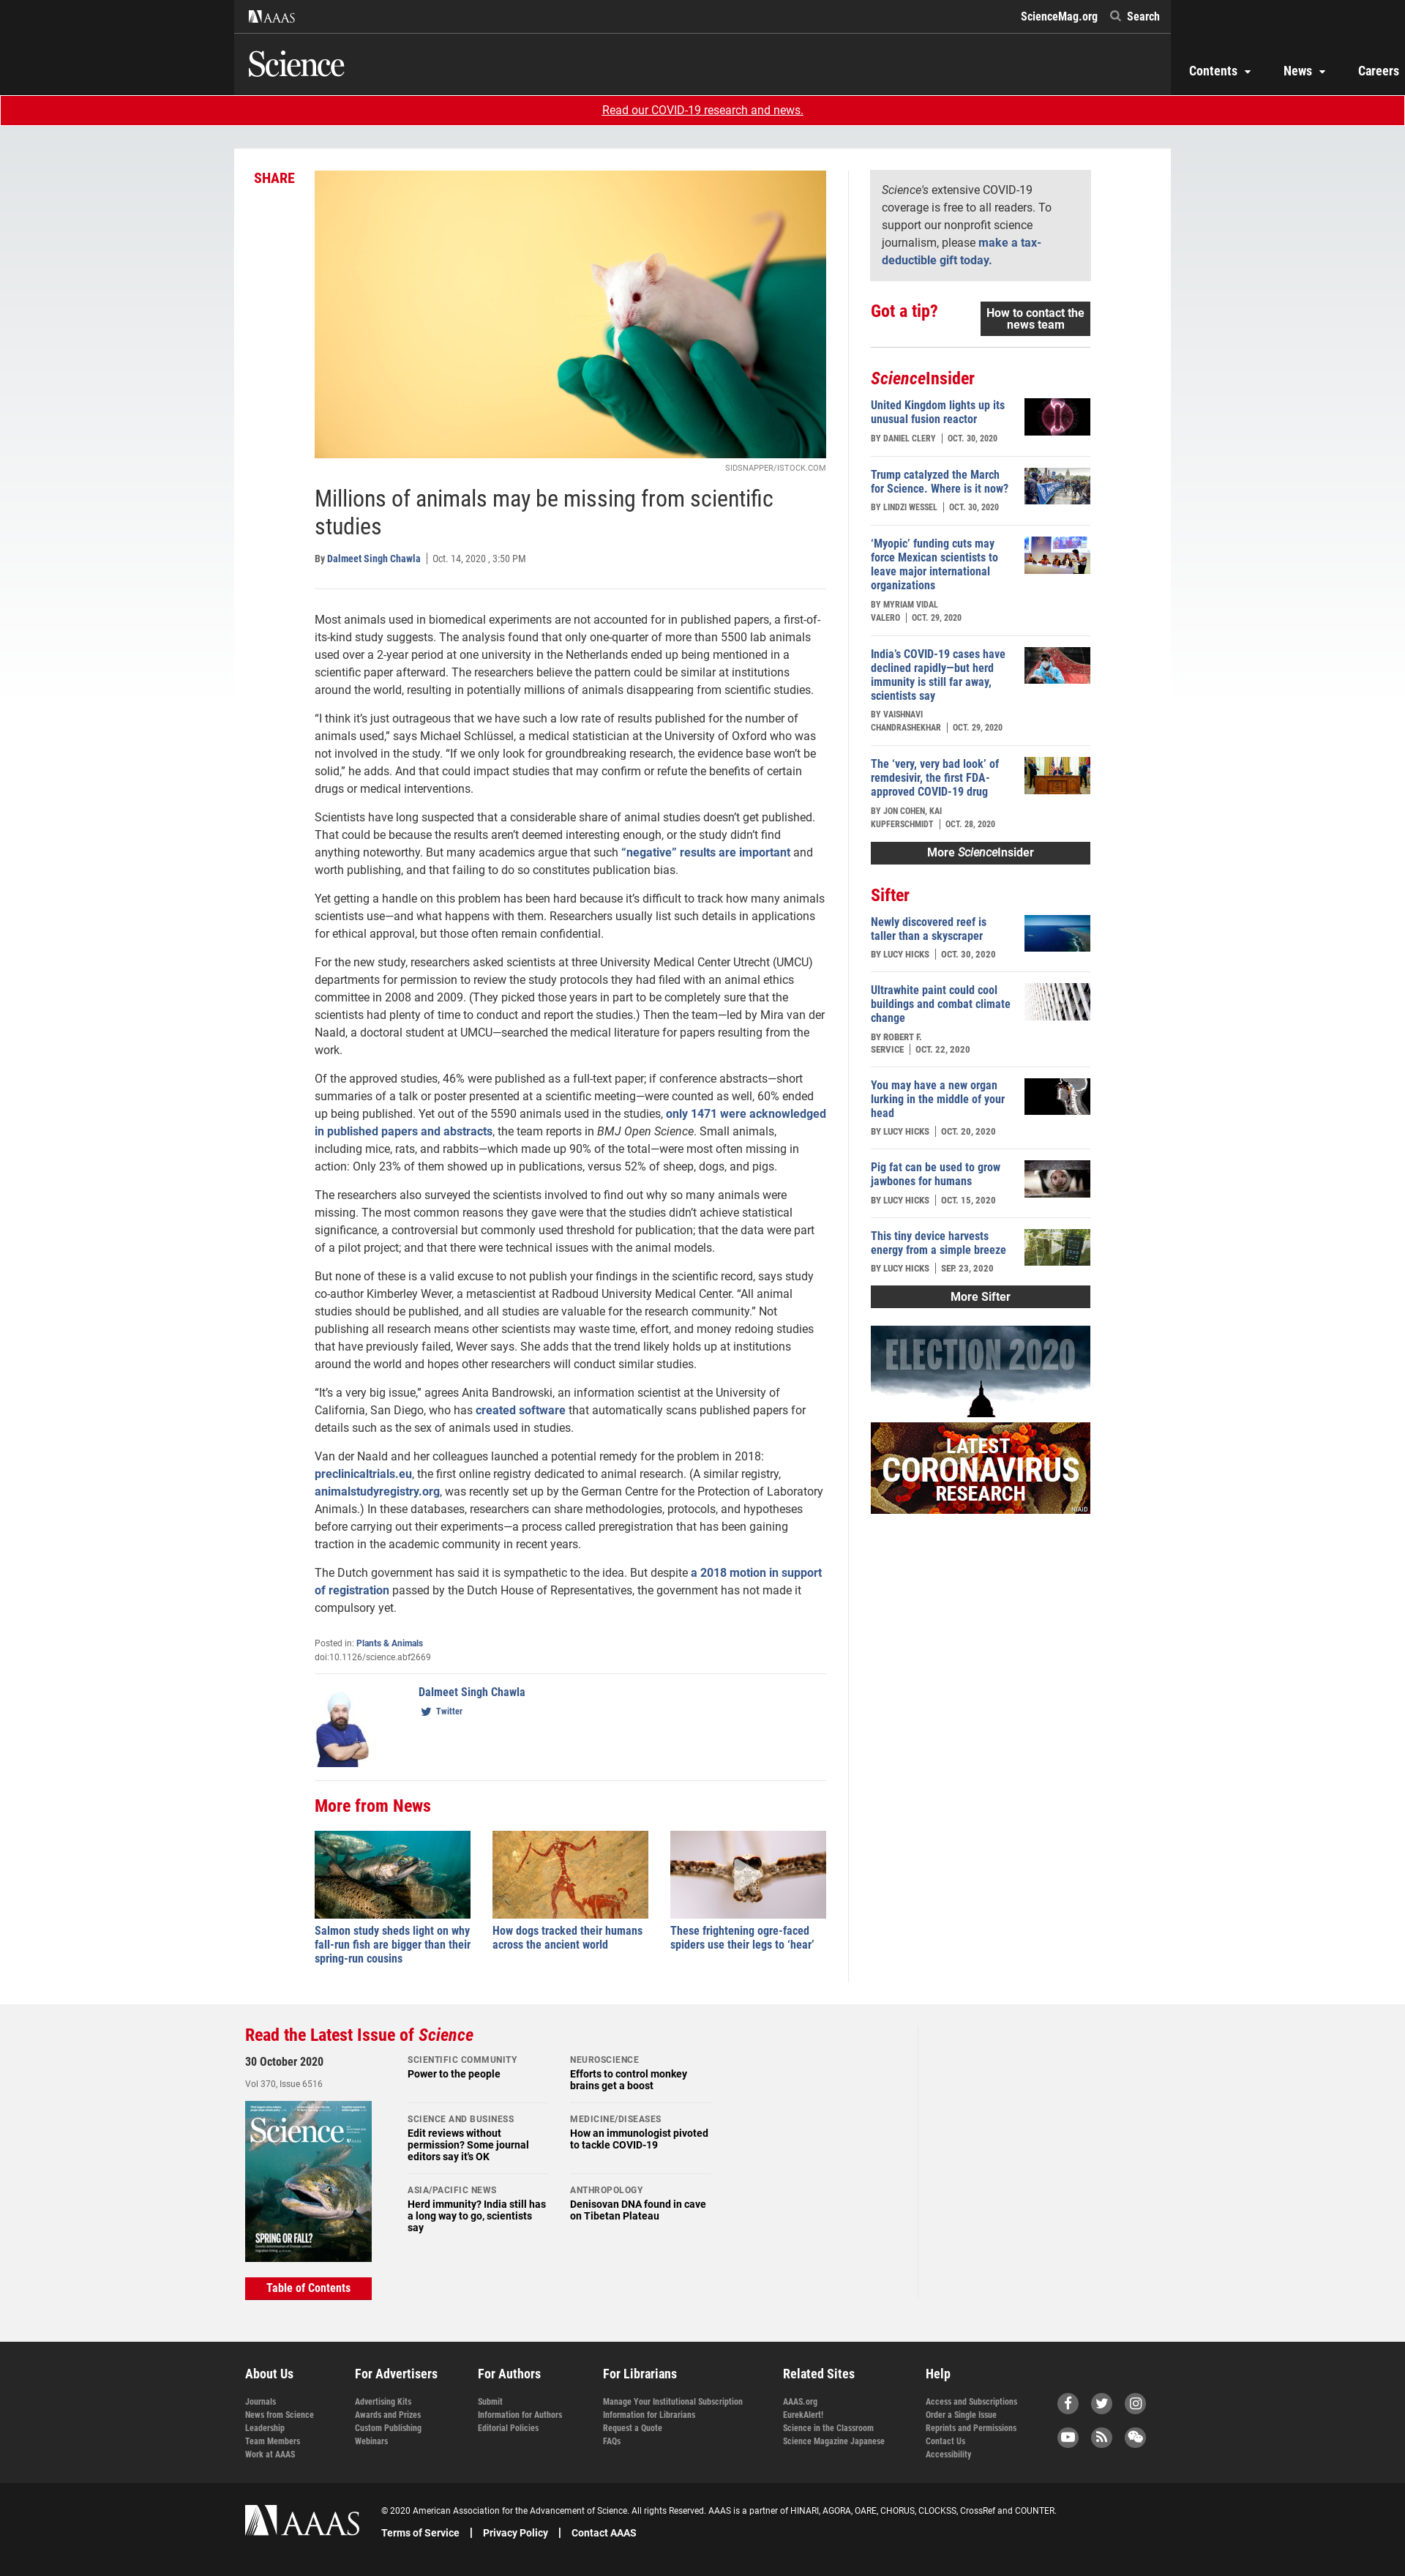 AAAS
ScienceMag.org
Search
Science
Contents
News
Careers
Read our COVID-19 research and news.
SHARE
SIDSNAPPER/ISTOCK.COM
Millions of animals may be missing from scientific
studies
By Dalmeet Singh Chawla | Oct. 14, 2020 , 3:50 PM
Most animals used in biomedical experiments are not accounted for in published papers, a first-of-
its-kind study suggests. The analysis found that only one-quarter of more than 5500 lab animals
used over a 2-year period at one university in the Netherlands ended up being mentioned in a
scientific paper afterward. The researchers believe the pattern could be similar at institutions
around the world, resulting in potentially millions of animals disappearing from scientific studies.
“I think it’s just outrageous that we have such a low rate of results published for the number of
animals used,” says Michael Schlüssel, a medical statistician at the University of Oxford who was
not involved in the study. “If we only look for groundbreaking research, the evidence base won’t be
solid,” he adds. And that could impact studies that may confirm or refute the benefits of certain
drugs or medical interventions.
Scientists have long suspected that a considerable share of animal studies doesn’t get published.
That could be because the results aren’t deemed interesting enough, or the study didn’t find
anything noteworthy. But many academics argue that such “negative” results are important and
worth publishing, and that failing to do so constitutes publication bias.
Yet getting a handle on this problem has been hard because it’s difficult to track how many animals
scientists use—and what happens with them. Researchers usually list such details in applications
for ethical approval, but those often remain confidential.
For the new study, researchers asked scientists at three University Medical Center Utrecht (UMCU)
departments for permission to review the study protocols they had filed with an animal ethics
committee in 2008 and 2009. (They picked those years in part to be completely sure that the
scientists had plenty of time to conduct and report the studies.) Then the team—led by Mira van der
Naald, a doctoral student at UMCU—searched the medical literature for papers resulting from the
work.
Of the approved studies, 46% were published as a full-text paper; if conference abstracts—short
summaries of a talk or poster presented at a scientific meeting—were counted as well, 60% ended
up being published. Yet out of the 5590 animals used in the studies, only 1471 were acknowledged
in published papers and abstracts, the team reports in BMJ Open Science. Small animals,
including mice, rats, and rabbits—which made up 90% of the total—were most often missing in
action: Only 23% of them showed up in publications, versus 52% of sheep, dogs, and pigs.
The researchers also surveyed the scientists involved to find out why so many animals were
missing. The most common reasons they gave were that the studies didn’t achieve statistical
significance, a controversial but commonly used threshold for publication; that the data were part
of a pilot project; and that there were technical issues with the animal models.
But none of these is a valid excuse to not publish your findings in the scientific record, says study
co-author Kimberley Wever, a metascientist at Radboud University Medical Center. “All animal
studies should be published, and all studies are valuable for the research community.” Not
publishing all research means other scientists may waste time, effort, and money redoing studies
that have previously failed, Wever says. She adds that the trend likely holds up at institutions
around the world and hopes other researchers will conduct similar studies.
“It’s a very big issue,” agrees Anita Bandrowski, an information scientist at the University of
California, San Diego, who has created software that automatically scans published papers for
details such as the sex of animals used in studies.
Van der Naald and her colleagues launched a potential remedy for the problem in 2018:
preclinicaltrials.eu, the first online registry dedicated to animal research. (A similar registry,
animalstudyregistry.org, was recently set up by the German Centre for the Protection of Laboratory
Animals.) In these databases, researchers can share methodologies, protocols, and hypotheses
before carrying out their experiments—a process called preregistration that has been gaining
traction in the academic community in recent years.
The Dutch government has said it is sympathetic to the idea. But despite a 2018 motion in support
of registration passed by the Dutch House of Representatives, the government has not made it
compulsory yet.
Posted in: Plants & Animals
doi:10.1126/science.abf2669
Dalmeet Singh Chawla
Twitter
More from News
Salmon study sheds light on why
fall-run fish are bigger than their
spring-run cousins
How dogs tracked their humans
across the ancient world
These frightening ogre-faced
spiders use their legs to ‘hear’
Science’s extensive COVID-19
coverage is free to all readers. To
support our nonprofit science
journalism, please make a tax-
deductible gift today.
Got a tip?
How to contact the
news team
ScienceInsider
United Kingdom lights up its
unusual fusion reactor
BY DANIEL CLERY | OCT. 30, 2020
Trump catalyzed the March
for Science. Where is it now?
BY LINDZI WESSEL | OCT. 30, 2020
‘Myopic’ funding cuts may
force Mexican scientists to
leave major international
organizations
BY MYRIAM VIDAL
VALERO | OCT. 29, 2020
India’s COVID-19 cases have
declined rapidly—but herd
immunity is still far away,
scientists say
BY VAISHNAVI
CHANDRASHEKHAR | OCT. 29, 2020
The ‘very, very bad look’ of
remdesivir, the first FDA-
approved COVID-19 drug
BY JON COHEN, KAI
KUPFERSCHMIDT | OCT. 28, 2020
More ScienceInsider
Sifter
Newly discovered reef is
taller than a skyscraper
BY LUCY HICKS | OCT. 30, 2020
Ultrawhite paint could cool
buildings and combat climate
change
BY ROBERT F.
SERVICE | OCT. 22, 2020
You may have a new organ
lurking in the middle of your
head
BY LUCY HICKS | OCT. 20, 2020
Pig fat can be used to grow
jawbones for humans
BY LUCY HICKS | OCT. 15, 2020
This tiny device harvests
energy from a simple breeze
BY LUCY HICKS | SEP. 23, 2020
More Sifter
ELECTION 2020
LATEST
CORONAVIRUS
RESEARCH
NIAID
Read the Latest Issue of Science
30 October 2020
Vol 370, Issue 6516
Science
AAAS
SPRING OR FALL?
Table of Contents
SCIENTIFIC COMMUNITY
Power to the people
NEUROSCIENCE
Efforts to control monkey
brains get a boost
SCIENCE AND BUSINESS
Edit reviews without
permission? Some journal
editors say it's OK
MEDICINE/DISEASES
How an immunologist pivoted
to tackle COVID-19
ASIA/PACIFIC NEWS
Herd immunity? India still has
a long way to go, scientists
say
ANTHROPOLOGY
Denisovan DNA found in cave
on Tibetan Plateau
About Us
Journals
News from Science
Leadership
Team Members
Work at AAAS
For Advertisers
Advertising Kits
Awards and Prizes
Custom Publishing
Webinars
For Authors
Submit
Information for Authors
Editorial Policies
For Librarians
Manage Your Institutional Subscription
Information for Librarians
Request a Quote
FAQs
Related Sites
AAAS.org
EurekAlert!
Science in the Classroom
Science Magazine Japanese
Help
Access and Subscriptions
Order a Single Issue
Reprints and Permissions
Contact Us
Accessibility
AAAS
© 2020 American Association for the Advancement of Science. All rights Reserved. AAAS is a partner of HINARI, AGORA, OARE, CHORUS, CLOCKSS, CrossRef and COUNTER.
Terms of Service | Privacy Policy | Contact AAAS